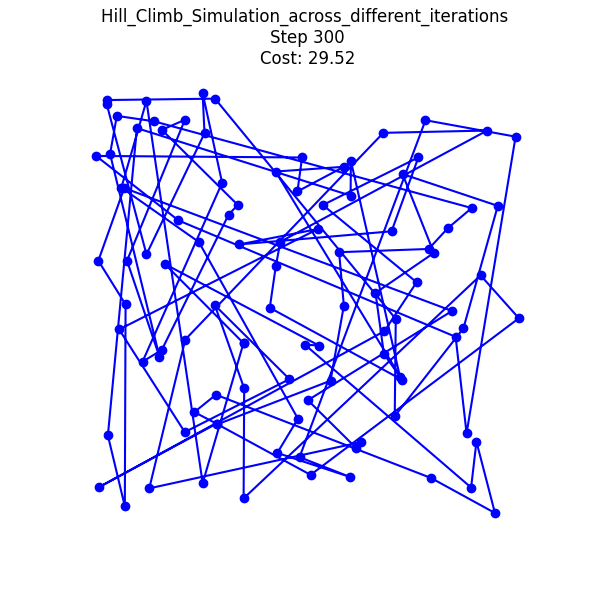 Hill_Climb_Simulation_across_different_iterations
Step 300
Cost: 29.52